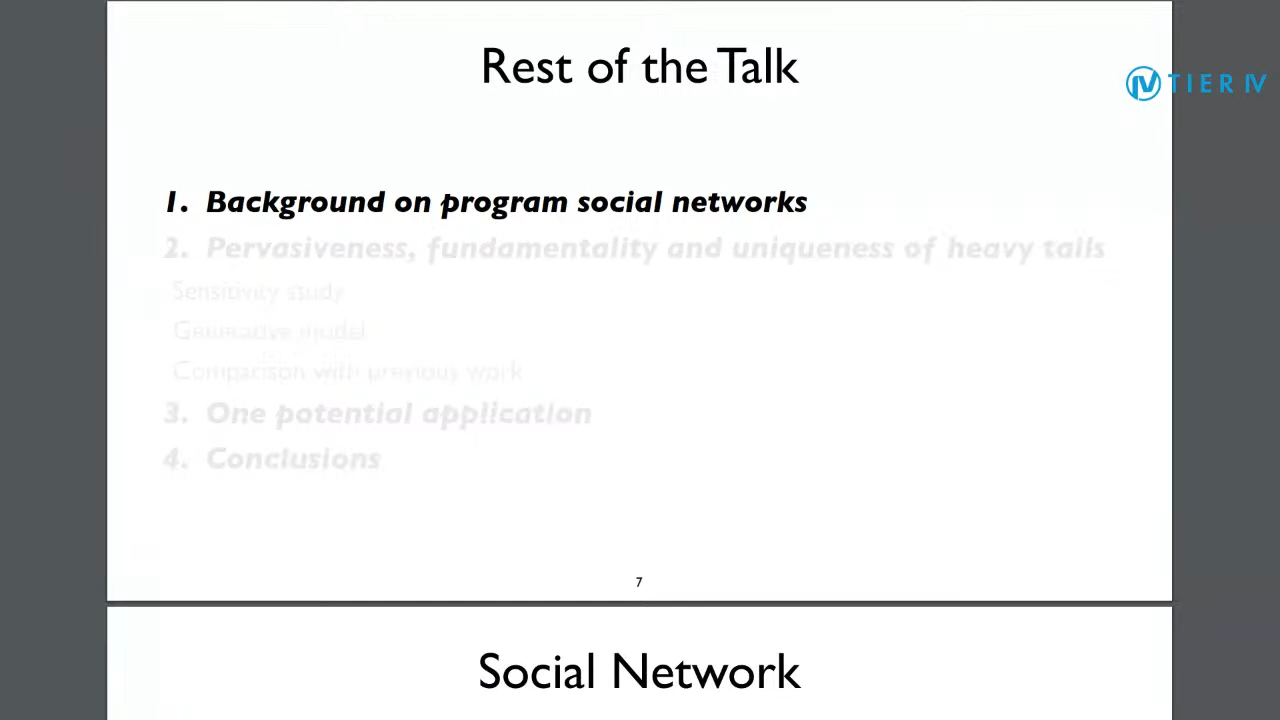 Rest of the Talk
TIER IV
1. Background on program social networks
2. Pervasiveness, fundamentality and uniqueness of heavy tails
Sensitivity study
Generative model
Comparison with previous work
3. One potential application
4. Conclusions
7
Social Network